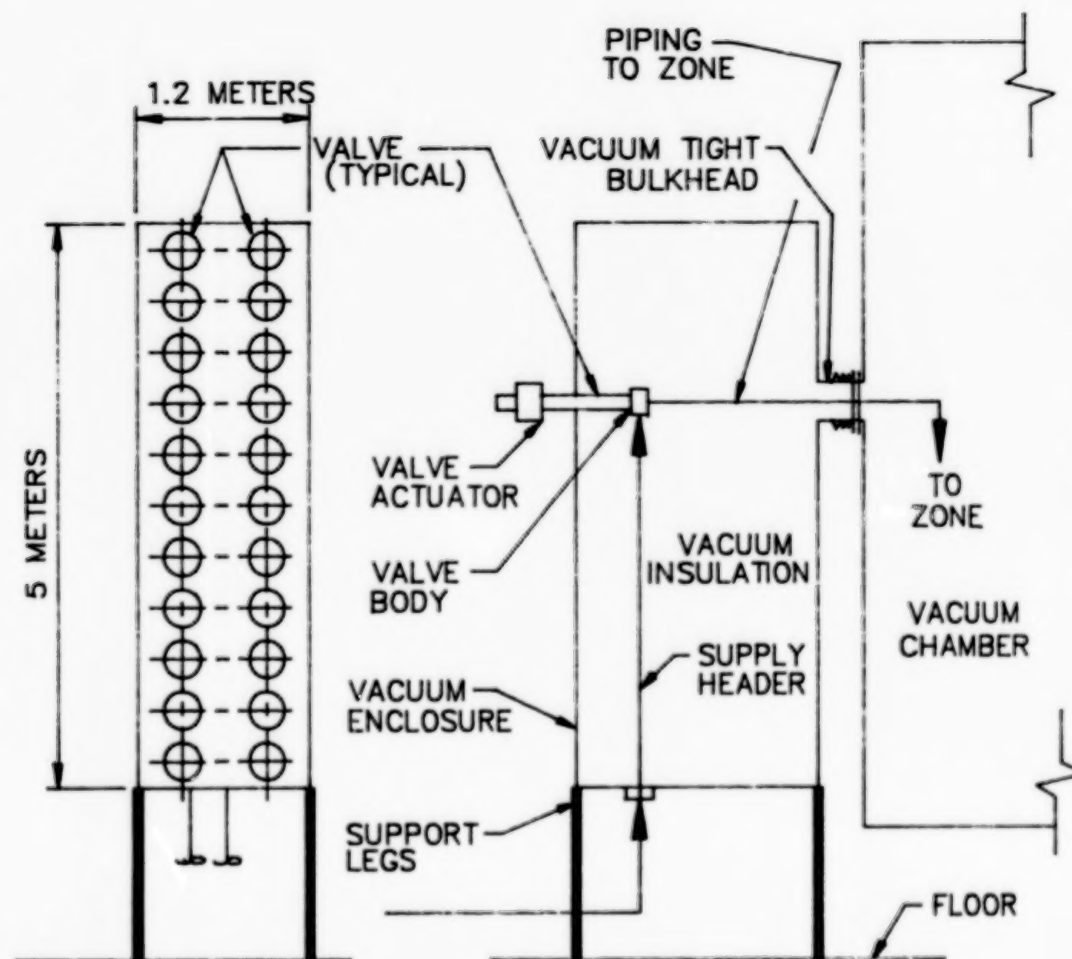 PIPING
TO ZONE
1.2 METERS
VALVE
(TYPICAL)
VACUUM TIGHT
BULKHEAD
5 METERS
VALVE
ACTUATOR
TO
ZONE
VACUUM
INSULATION
VALVE
BODY
VACUUM
CHAMBER
SUPPLY
HEADER
VACUUM
ENCLOSURE
SUPPORT
LEGS
FLOOR